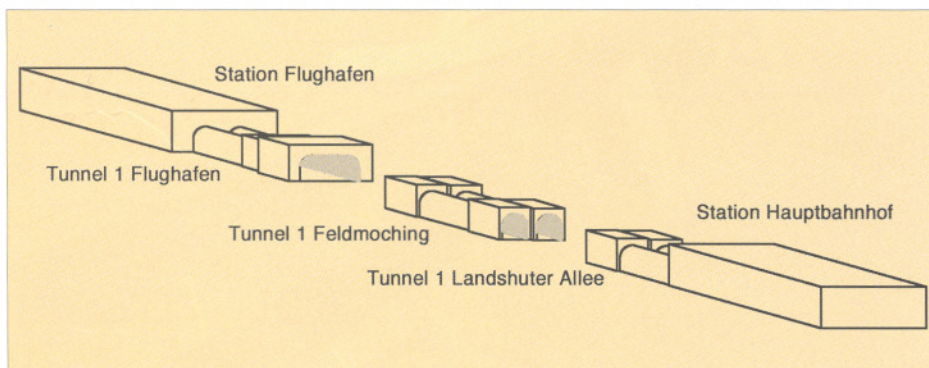 Station Flughafen
Tunnel 1 Flughafen
Station Hauptbahnhof
Tunnel 1 Feldmoching
Tunnel 1 Landshuter Allee